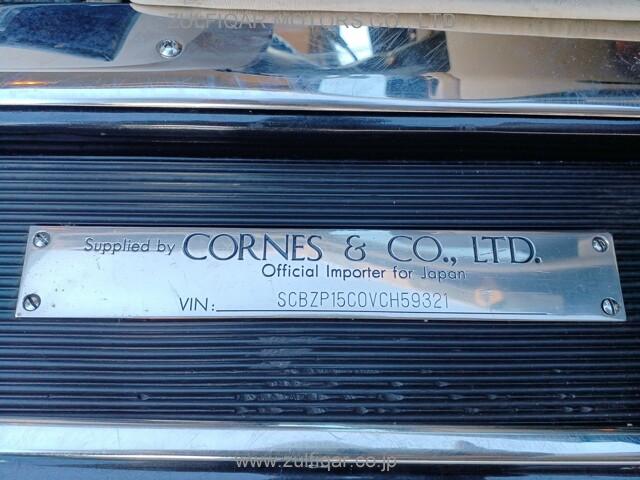 ZULFIQAR MOTORS CO., LTD
Supplied by CORNES & CO., LTD.
Official Importer for Japan
VIN: SCBZP15C0VCH59321
www.zulfiqar.co.jp